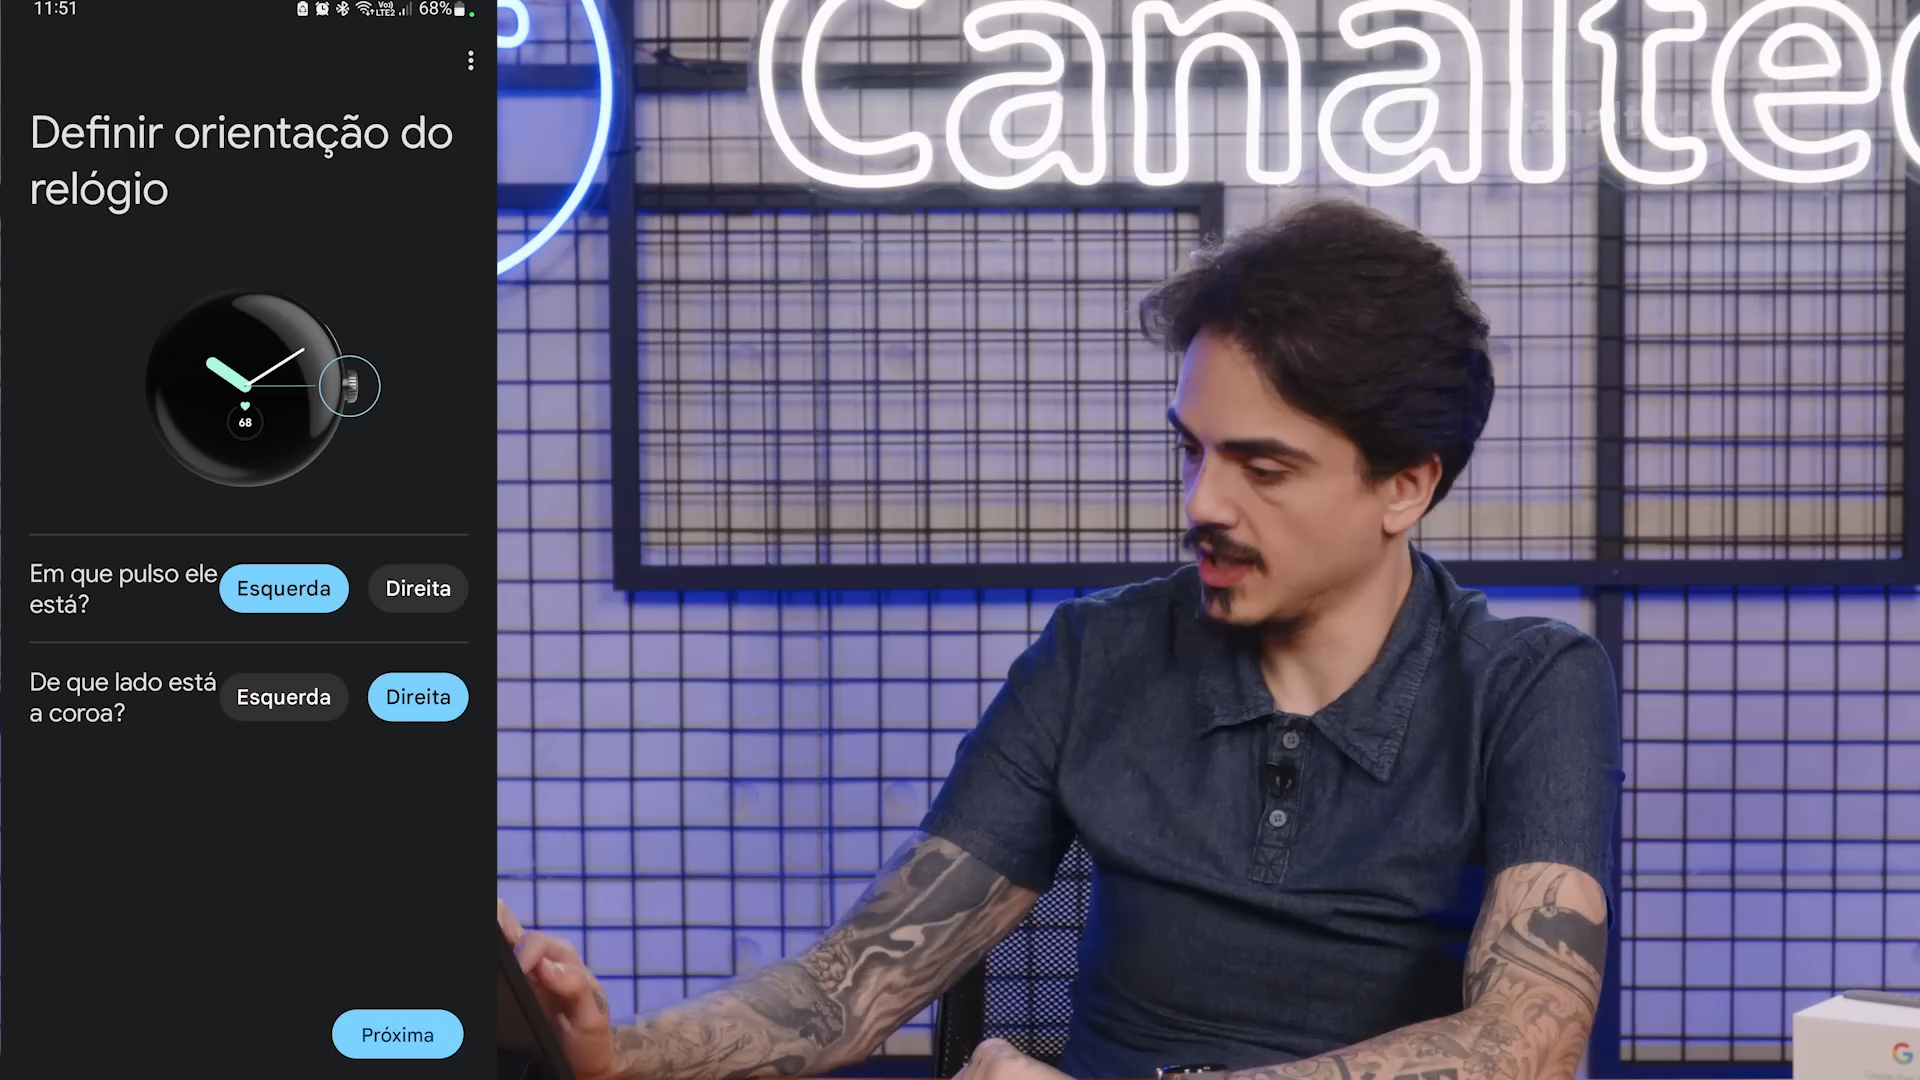 11:51
68%
Definir orientação do
relógio
68
Em que pulso ele
está?
Esquerda
Direita
De que lado está
a coroa?
Esquerda
Direita
Próxima
Canaltec
Canaltech
G